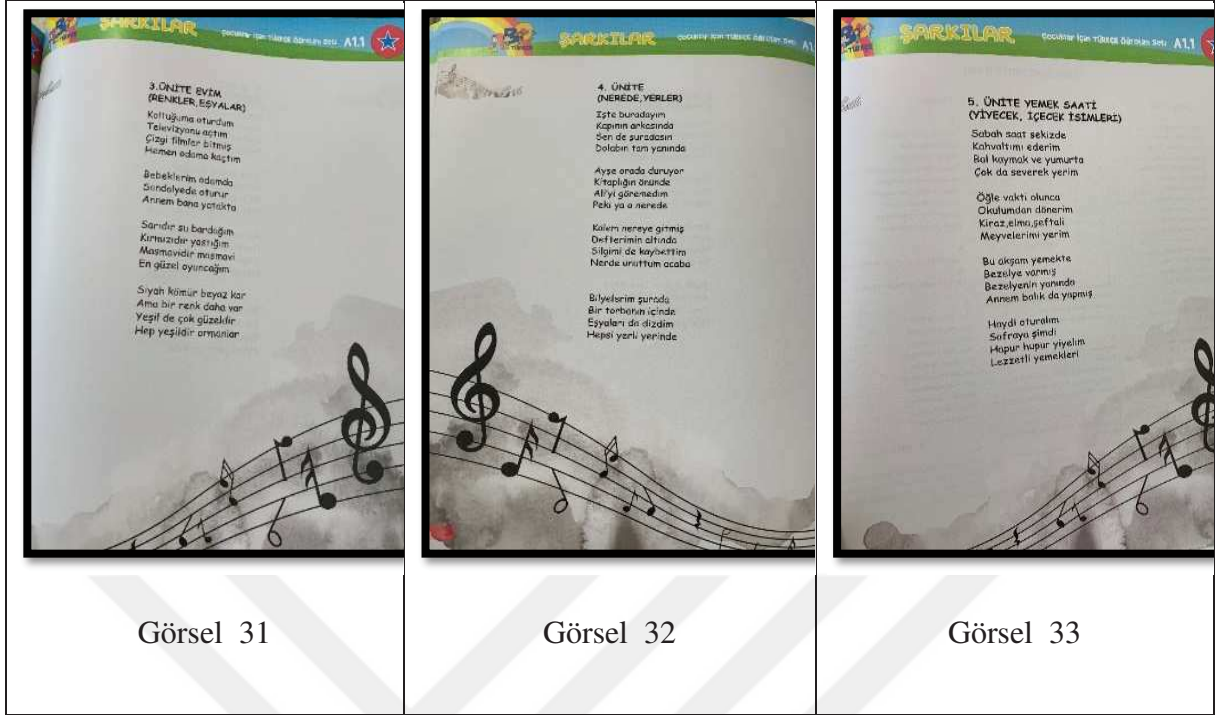 ŞARKILAR
Çocuklar İçin Türkçe Öğretim Seti A1.1
3.ÜNİTE EVİM
(RENKLER,EŞYALAR)
Koltuğuma oturdum
Televizyonu açtım
Çizgi filmler bitmiş
Hemen odama kaçtım
Bebeklerim odamda
Sandalyede oturur
Annem bana yatakta
Sarıdır su bardağım
Kırmızıdır yastığım
Masmavidir masmavi
En güzel oyuncağım
Siyah kömür beyaz kar
Ama bir renk daha var
Yeşil de çok güzeldir
Hep yeşildir ormanlar
Görsel 31
ŞARKILAR
Çocuklar İçin Türkçe Öğretim Seti A1
4. ÜNİTE
(NEREDE,YERLER)
İşte buradayım
Kapının arkasında
Sen de şuradasın
Dolabın tam yanında
Ayşe orada duruyor
Kitaplığın önünde
Ali'yi göremedim
Peki ya o nerede
Kalem nereye gitmiş
Defterimin altında
Silgimi de kaybettim
Nerde unuttum acaba
Bilyelerim şurada
Bir torbanın içinde
Eşyaları da dizdim
Hepsi yerli yerinde
Görsel 32
ŞARKILAR
Çocuklar İçin Türkçe Öğretim Seti A1.1
5. ÜNİTE YEMEK SAATİ
(YİYECEK, İÇECEK İSİMLERİ)
Sabah saat sekizde
Kahvaltımı ederim
Bal kaymak ve yumurta
Çok da severek yerim
Öğle vakti olunca
Okulumdan dönerim
Kiraz,elma,şeftali
Meyvelerimi yerim
Bu akşam yemekte
Bezelye varmış
Bezelyenin yanında
Annem balık da yapmış
Haydi oturalım
Sofraya şimdi
Hapur hupur yiyelim
Lezzetli yemekleri
Görsel 33